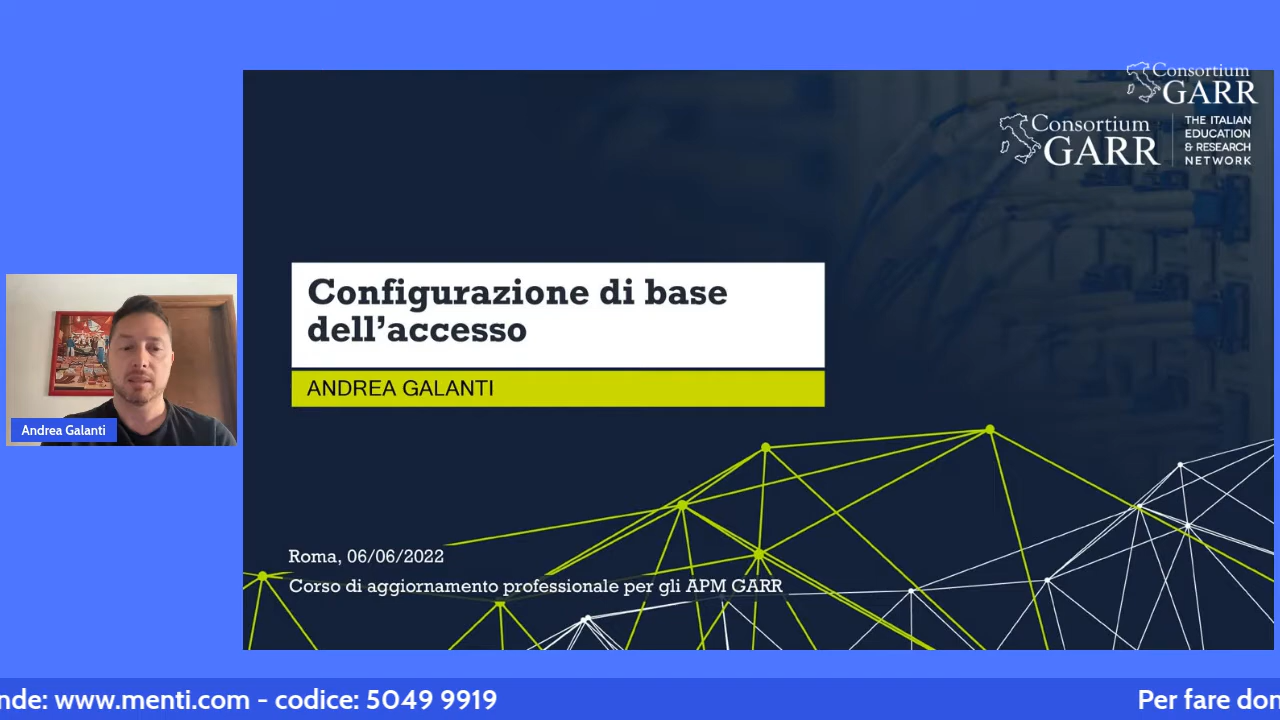 Consortium
GARR
Consortium
GARR
THE ITALIAN
EDUCATION
& RESEARCH
NETWORK
Configurazione di base
dell’accesso
ANDREA GALANTI
Andrea Galanti
Roma, 06/06/2022
Corso di aggiornamento professionale per gli APM GARR
nde: www.menti.com - codice: 5049 9919
Per fare don